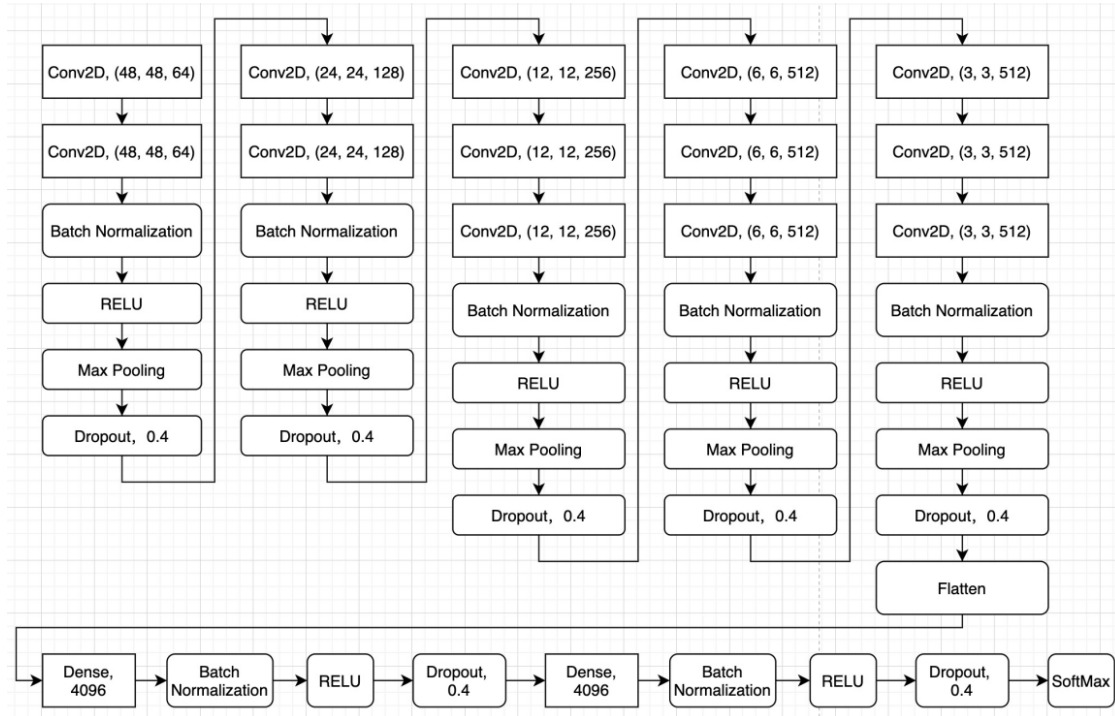 Conv2D, (48, 48, 64)
Conv2D, (48, 48, 64)
Batch Normalization
RELU
Max Pooling
Dropout, 0.4
Conv2D, (24, 24, 128)
Conv2D, (24, 24, 128)
Batch Normalization
RELU
Max Pooling
Dropout, 0.4
Conv2D, (12, 12, 256)
Conv2D, (12, 12, 256)
Conv2D, (12, 12, 256)
Batch Normalization
RELU
Max Pooling
Dropout, 0.4
Conv2D, (6, 6, 512)
Conv2D, (6, 6, 512)
Conv2D, (6, 6, 512)
Batch Normalization
RELU
Max Pooling
Dropout, 0.4
Conv2D, (3, 3, 512)
Conv2D, (3, 3, 512)
Conv2D, (3, 3, 512)
Batch Normalization
RELU
Max Pooling
Dropout, 0.4
Flatten
Dense,
4096
Batch
Normalization
RELU
Dropout,
0.4
Dense,
4096
Batch
Normalization
RELU
Dropout,
0.4
SoftMax